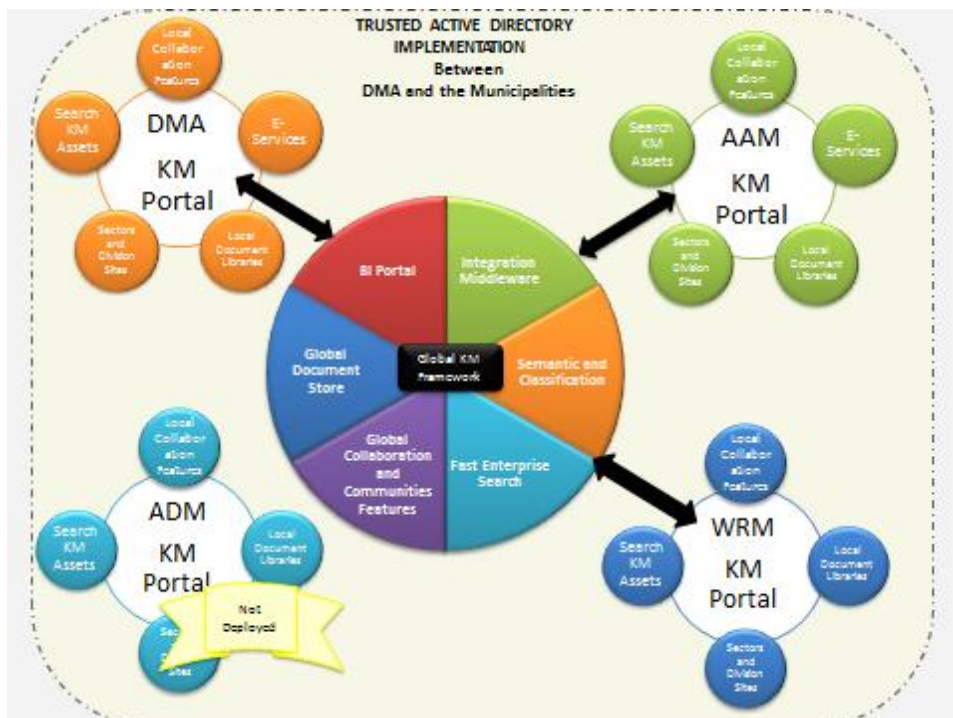 TRUSTED ACTIVE DIRECTORY
IMPLEMENTATION
Between
DMA and the Municipalities
Local
Collabor
ation
Features
Search
KM
Assets
DMA
KM
Portal
E-
Services
Sectors
and
Division
Sites
Local
Document
Libraries
Local
Collabor
ation
Features
Search
KM
Assets
AAM
KM
Portal
E-
Services
Sectors
and
Division
Sites
Local
Document
Libraries
BI Portal
Integration
Middleware
Global
Document
Store
Global KM
Framework
Semantic and
Classification
Global
Collaboration
and
Communities
Features
Fast Enterprise
Search
Local
Collabor
ation
Features
Search
KM
Assets
ADM
KM
Portal
Local
Document
Libraries
Not
Deployed
Sites
Local
Collabor
ation
Features
Search
KM
Assets
WRM
KM
Portal
Local
Document
Libraries
Sectors
and
Division
Sites